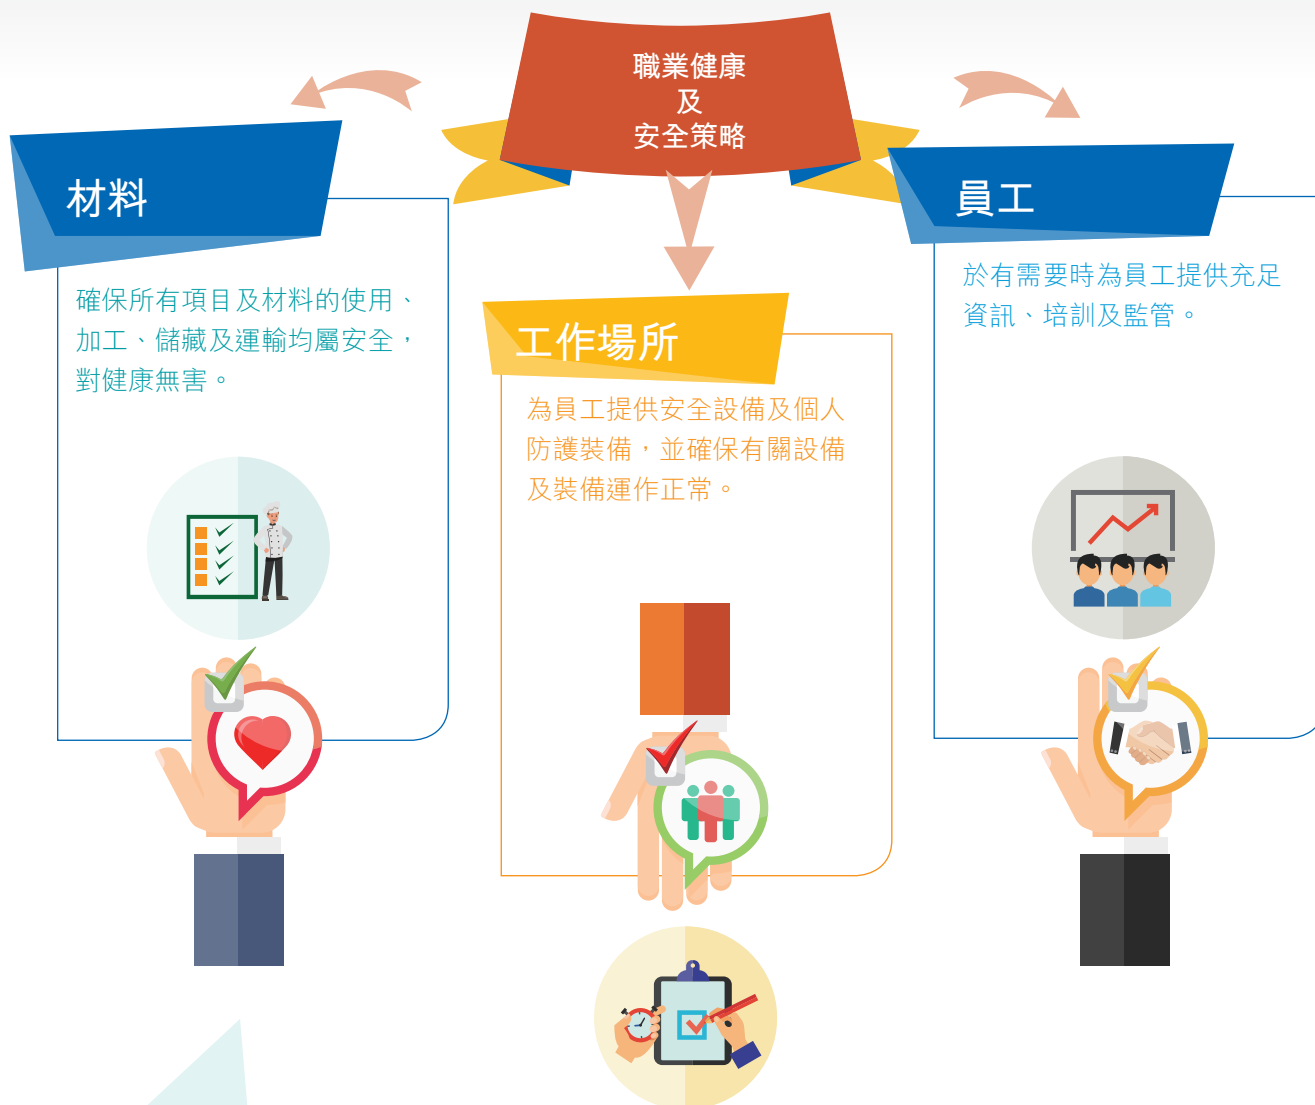 職業健康
及
安全策略
材料
確保所有項目及材料的使用、
加工、儲藏及運輸均屬安全，
對健康無害。
工作場所
為員工提供安全設備及個人
防護裝備，並確保有關設備
及裝備運作正常。
員工
於有需要時為員工提供充足
資訊、培訓及監管。